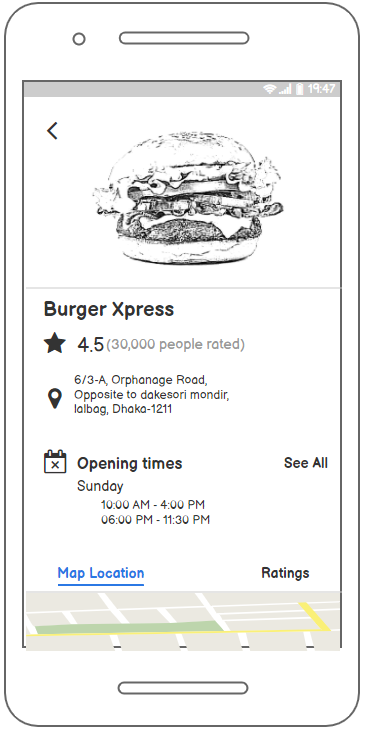 19:47
Burger Xpress
4.5 (30,000 people rated)
6/3-A, Orphanage Road,
Opposite to dakesori mondir,
lalbag, Dhaka-1211
Opening times See All
Sunday
10:00 AM - 4:00 PM
06:00 PM - 11:30 PM
Map Location Ratings